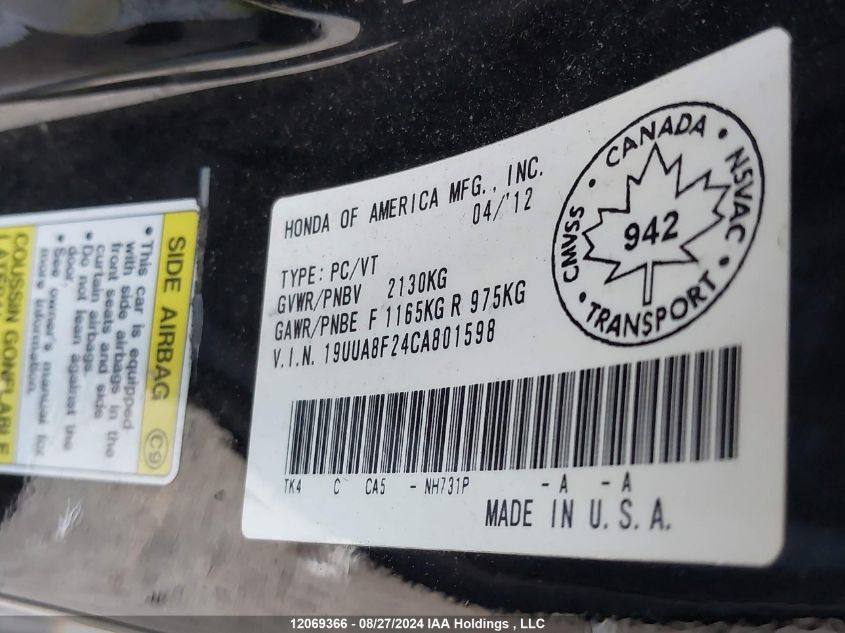 HONDA OF AMERICA MFG., INC.
04/'12
TYPE: PC/VT
GVWR/PNBV 2130KG
GAWR/PNBE F 1165KG R 975KG
V.I.N. 19UUA8F24CA801598
TK4 C CA5 - NH731P - A - A
MADE IN U.S.A.
• CANADA •
CMVSS NSVAC
942
• TRANSPORT •
SIDE AIRBAG C9
• This car is equipped
with side airbags in the
front seats and side
curtain airbags.
• Do not lean against the
door.
• See owner's manual for
more information.
COUSSIN GONFLABLE
LATÉRAL
12069366 - 08/27/2024 IAA Holdings, LLC